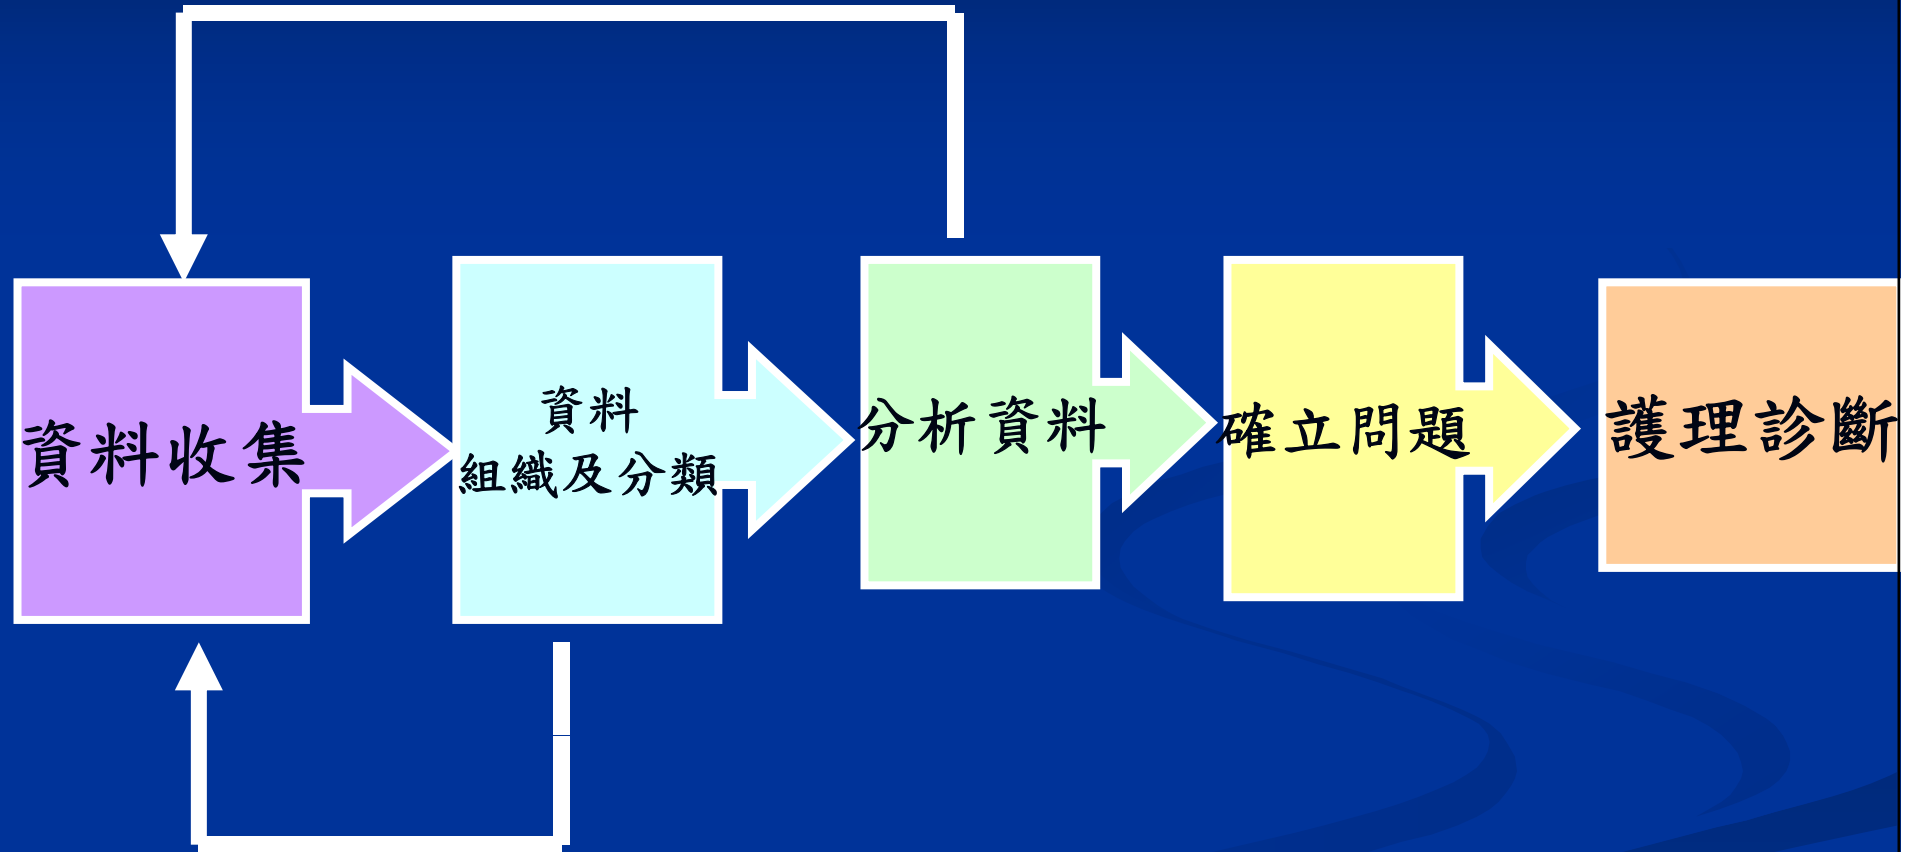 資料收集
資料
組織及分類
分析資料
確立問題
護理診斷